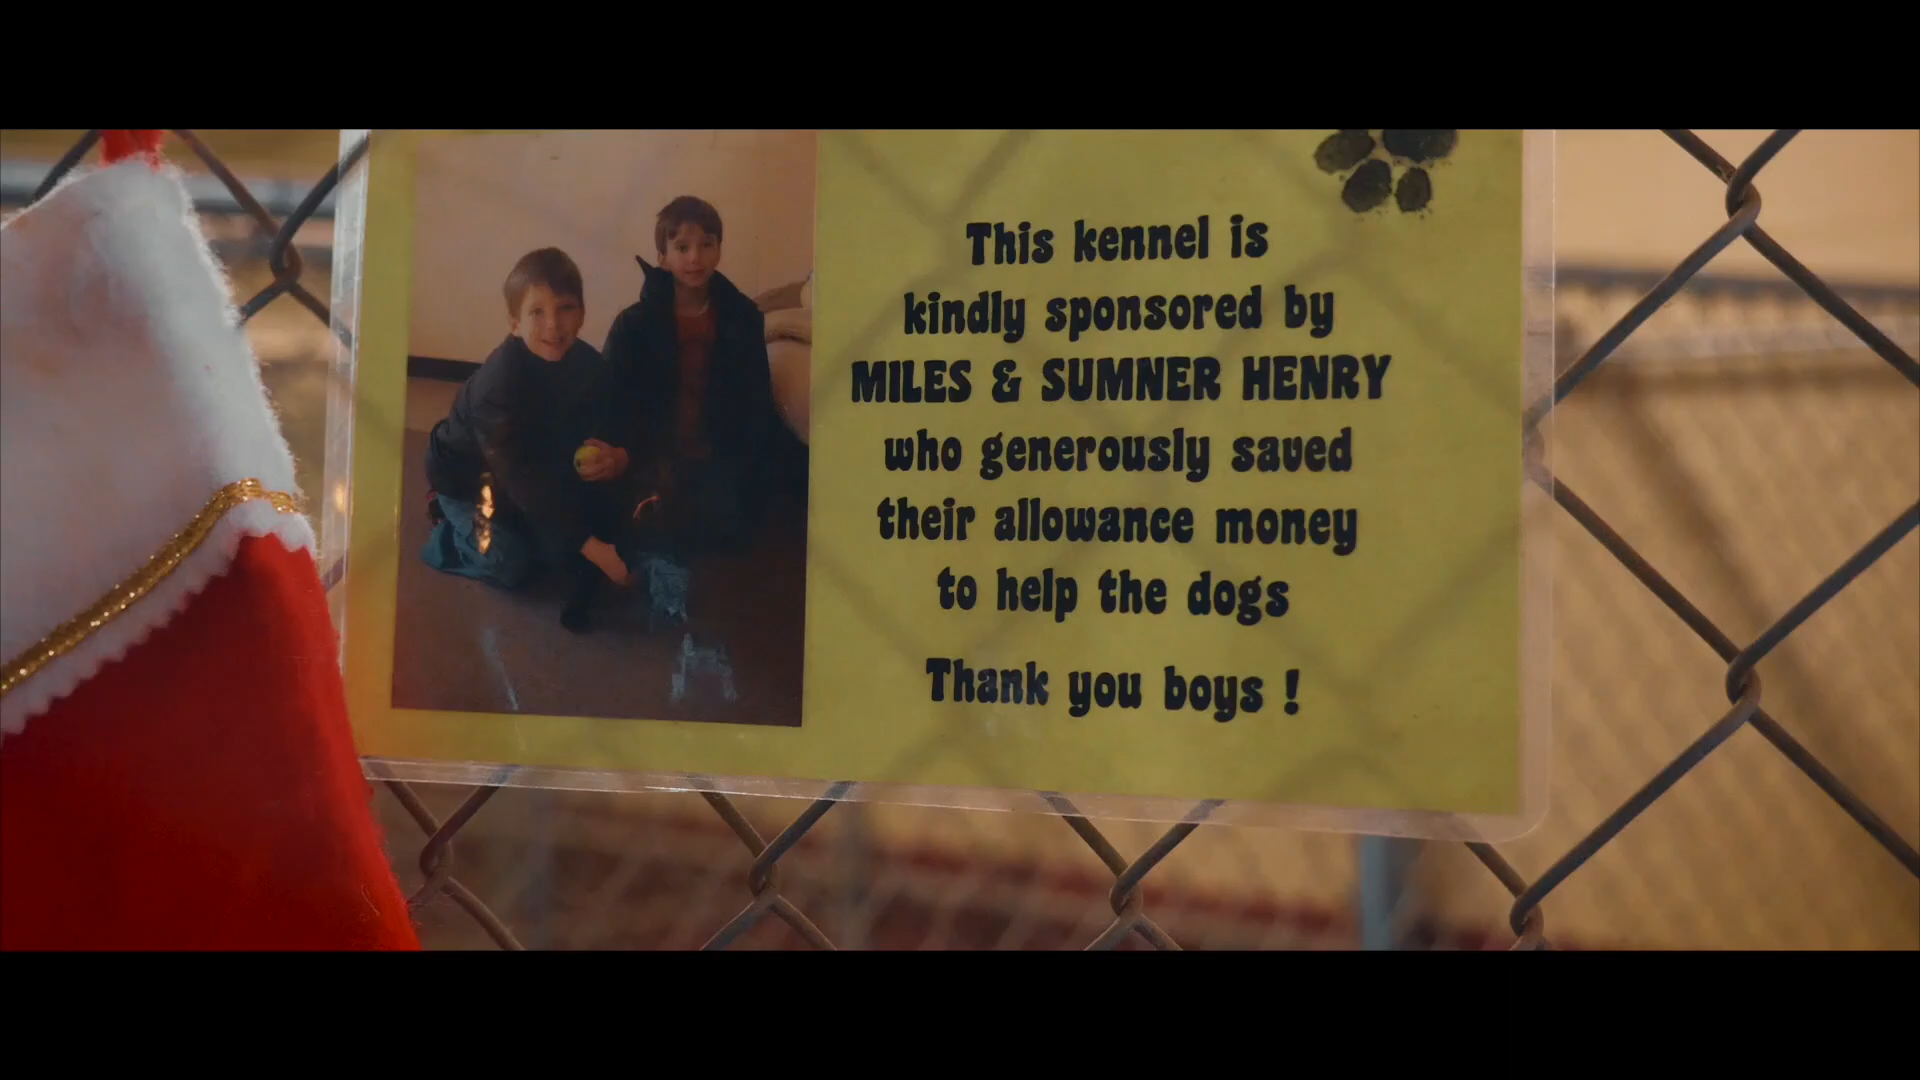 This kennel is
kindly sponsored by
MILES & SUMNER HENRY
who generously saved
their allowance money
to help the dogs
Thank you boys !